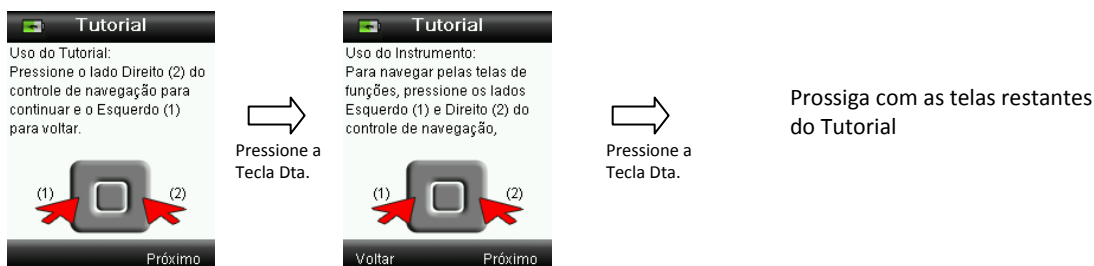 Tutorial
Uso do Tutorial:
Pressione o lado Direito (2) do
controle de navegação para
continuar e o Esquerdo (1)
para voltar.
(1)
(2)
Próximo
Pressione a
Tecla Dta.
Tutorial
Uso do Instrumento:
Para navegar pelas telas de
funções, pressione os lados
Esquerdo (1) e Direito (2) do
controle de navegação,
(1)
(2)
Voltar
Próximo
Pressione a
Tecla Dta.
Prossiga com as telas restantes
do Tutorial